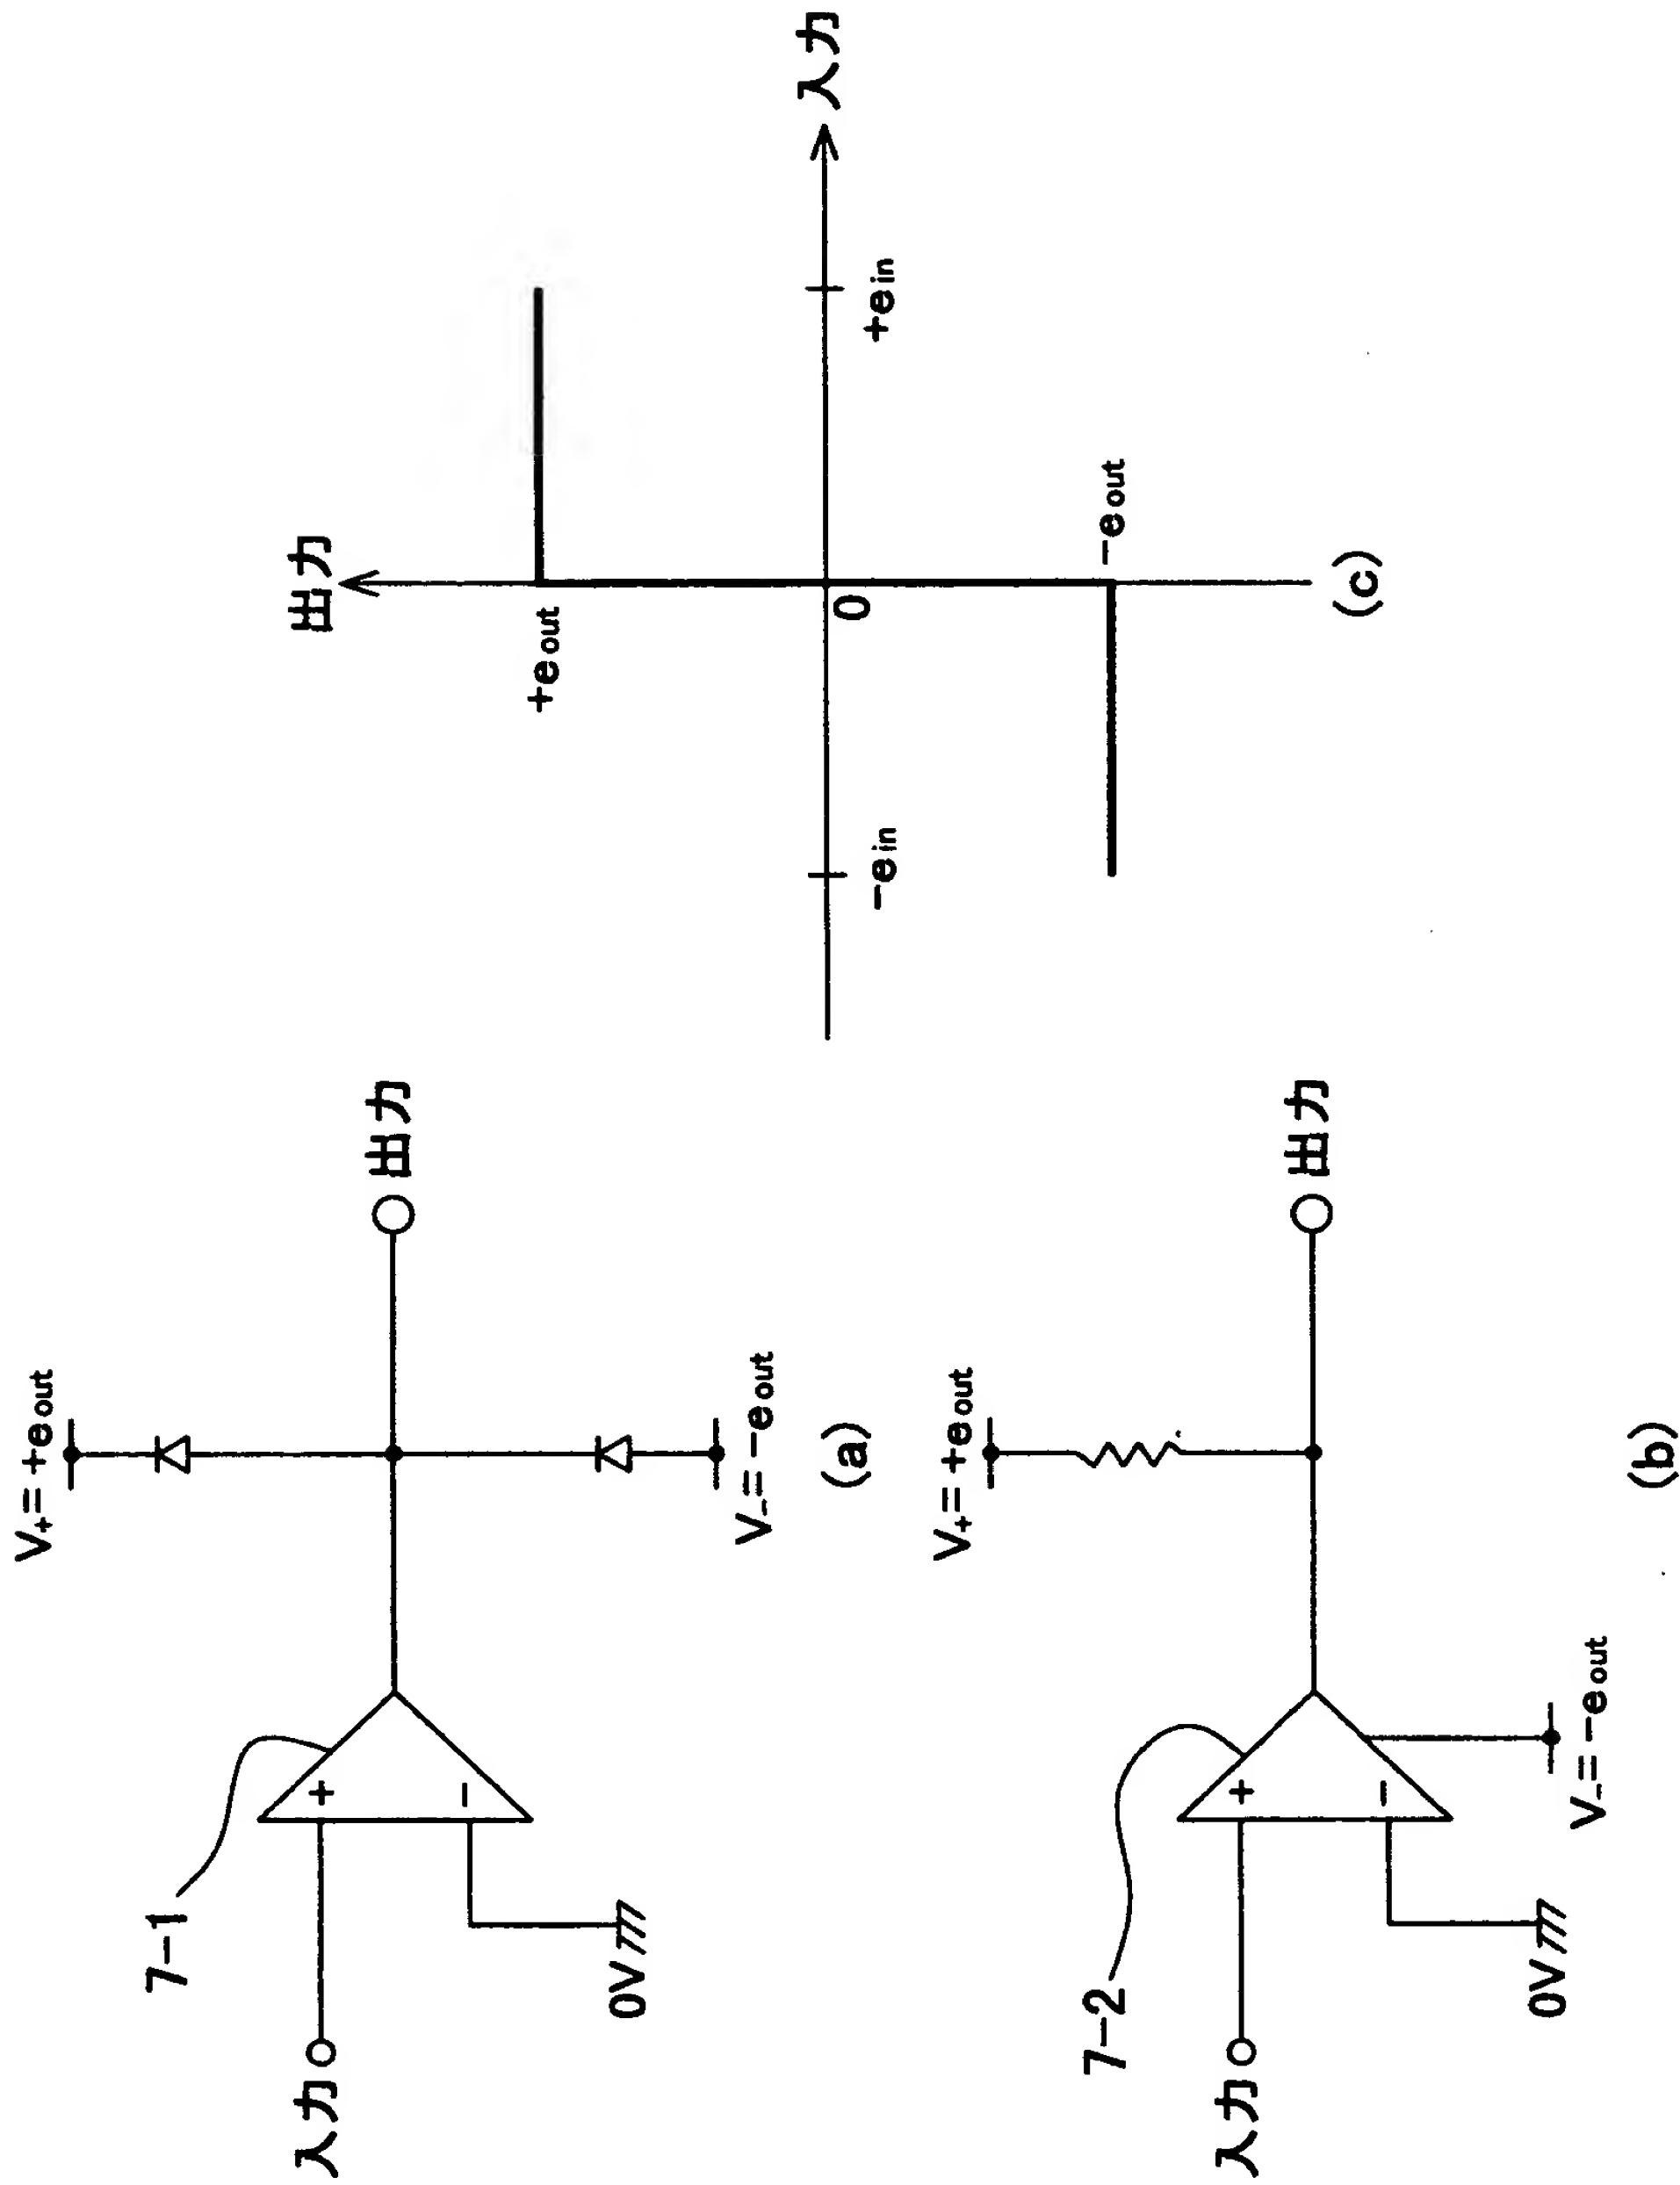 V+=+eout
7-1
入力
+
-
0V
出力
V-=-eout
(a)
V+=+eout
7-2
入力
+
-
0V
出力
V-=-eout
(b)
出力
+eout
入力
-ein
0
+ein
-eout
(c)